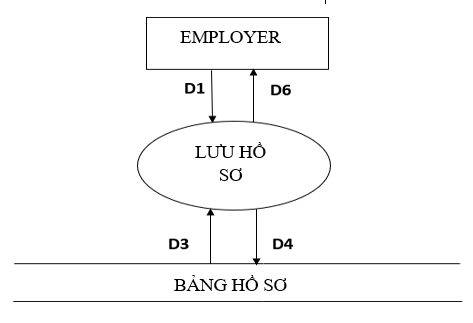 EMPLOYER
D1
D6
LƯU HỒ
SƠ
D3
D4
BẢNG HỒ SƠ